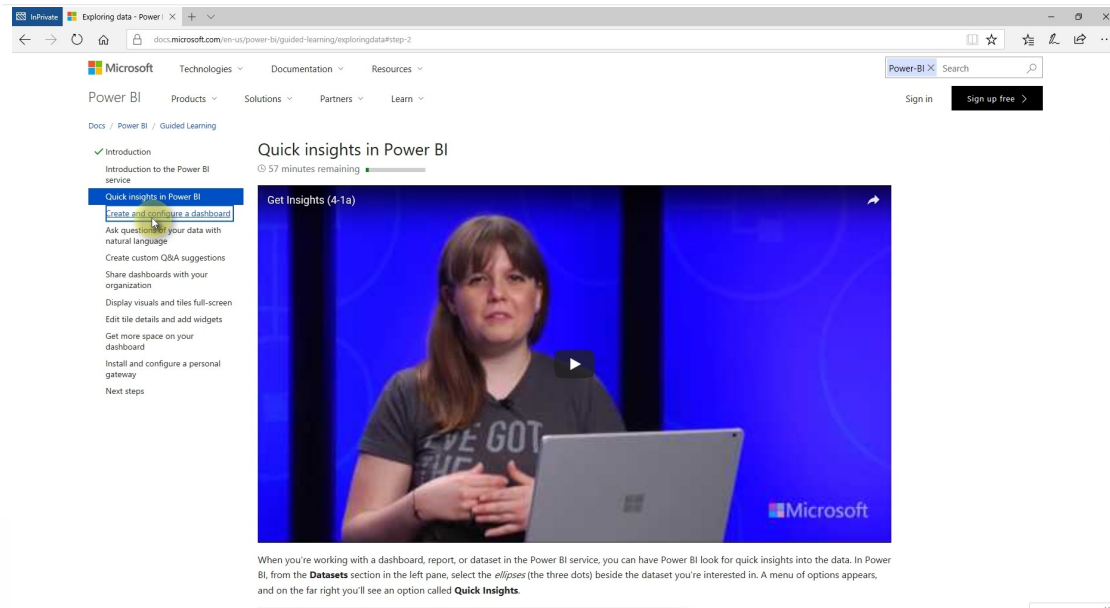 InPrivate
Exploring data - Power
docs.microsoft.com/en-us/power-bi/guided-learning/exploringdata#step-2
Microsoft Technologies Documentation Resources
Power-BI Search
Power BI Products Solutions Partners Learn
Sign in Sign up free
Docs / Power BI / Guided Learning
Introduction
Introduction to the Power BI
service
Quick insights in Power BI
Create and configure a dashboard
Ask questions of your data with
natural language
Create custom Q&A suggestions
Share dashboards with your
organization
Display visuals and tiles full-screen
Edit tile details and add widgets
Get more space on your
dashboard
Install and configure a personal
gateway
Next steps
Quick insights in Power BI
57 minutes remaining
Get Insights (4-1a)
GOT
Microsoft
When you're working with a dashboard, report, or dataset in the Power BI service, you can have Power BI look for quick insights into the data. In Power
BI, from the Datasets section in the left pane, select the ellipses (the three dots) beside the dataset you're interested in. A menu of options appears,
and on the far right you'll see an option called Quick Insights.